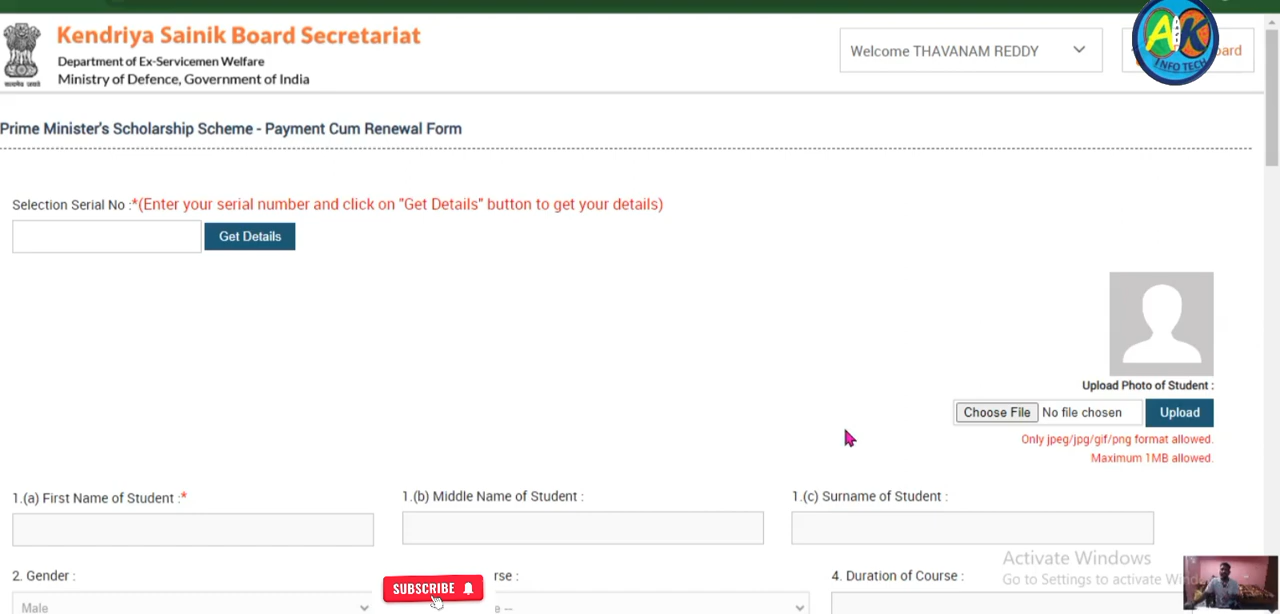 Kendriya Sainik Board Secretariat
Department of Ex-Servicemen Welfare
Ministry of Defence, Government of India
Welcome THAVANAM REDDY
AK
INFO TECH
Prime Minister's Scholarship Scheme - Payment Cum Renewal Form
Selection Serial No :*(Enter your serial number and click on "Get Details" button to get your details)
Get Details
Upload Photo of Student :
Choose File No file chosen Upload
Only jpeg/jpg/gif/png format allowed.
Maximum 1MB allowed.
1.(a) First Name of Student :*
1.(b) Middle Name of Student :
1.(c) Surname of Student :
Activate Windows
Go to Settings to activate
2. Gender :
4. Duration of Course :
SUBSCRIBE
Male